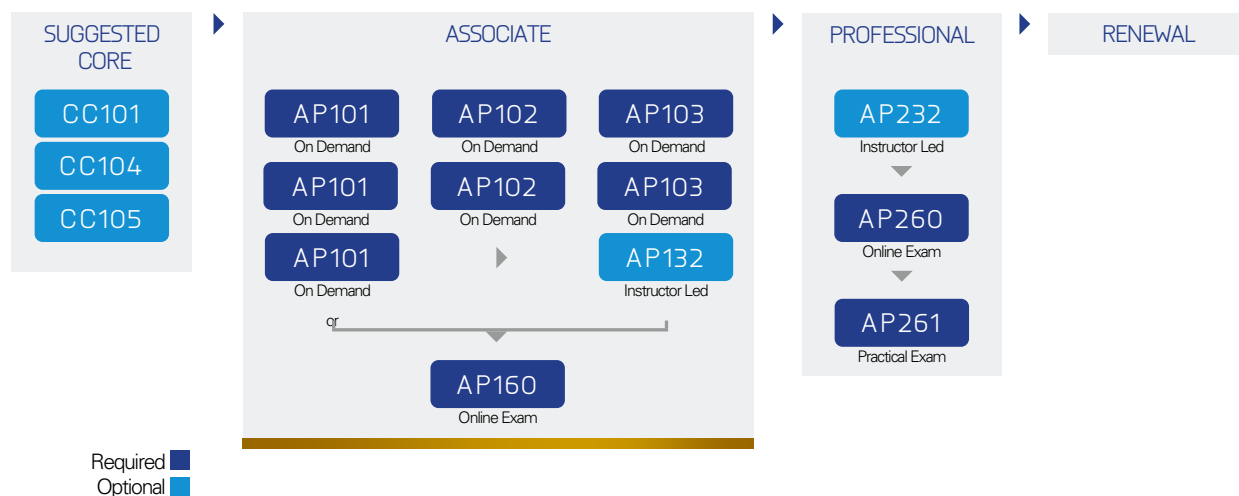 SUGGESTED
CORE
CC101
CC104
CC105
ASSOCIATE
AP101 AP102 AP103
On Demand On Demand On Demand
AP101 AP102 AP103
On Demand On Demand On Demand
AP101 AP132
On Demand Instructor Led
or
AP160
Online Exam
PROFESSIONAL
AP232
Instructor Led
AP260
Online Exam
AP261
Practical Exam
RENEWAL
Required
Optional